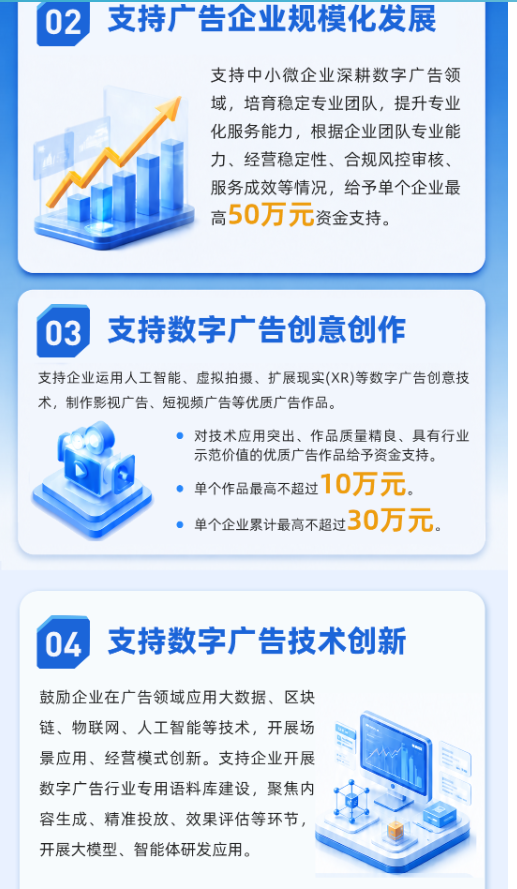 02 支持广告企业规模化发展
支持中小微企业深耕数字广告领
域，培育稳定专业团队，提升专业
化服务能力，根据企业团队专业能
力、经营稳定性、合规风控审核、
服务成效等情况，给予单个企业最
高50万元资金支持。
03 支持数字广告创意创作
支持企业运用人工智能、虚拟拍摄、扩展现实(XR)等数字广告创意技
术，制作影视广告、短视频广告等优质广告作品。
对技术应用突出、作品质量精良、具有行业
示范价值的优质广告作品给予资金支持。
单个作品最高不超过10万元。
单个企业累计最高不超过30万元。
04 支持数字广告技术创新
鼓励企业在广告领域应用大数据、区块
链、物联网、人工智能等技术，开展场
景应用、经营模式创新。支持企业开展
数字广告行业专用语料库建设，聚焦内
容生成、精准投放、效果评估等环节，
开展大模型、智能体研发应用。